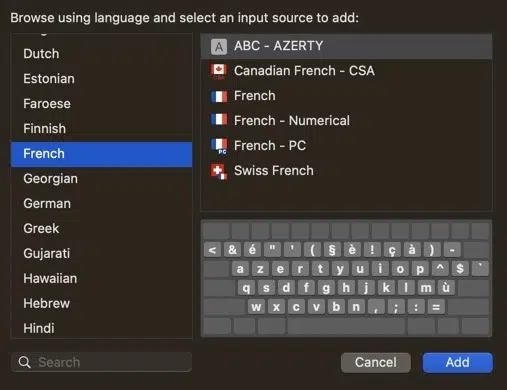 Browse using language and select an input source to add:
Dutch
Estonian
Faroese
Finnish
French
Georgian
German
Greek
Gujarati
Hawaiian
Hebrew
Hindi
A ABC - AZERTY
Canadian French - CSA
French
French - Numerical
PC French - PC
Swiss French
< & é " ' ( § è ! ç à ) -
a z e r t y u i o p ^ $ `
q s d f g h j k l m ù
w x c v b n , ; : =
Search
Cancel
Add